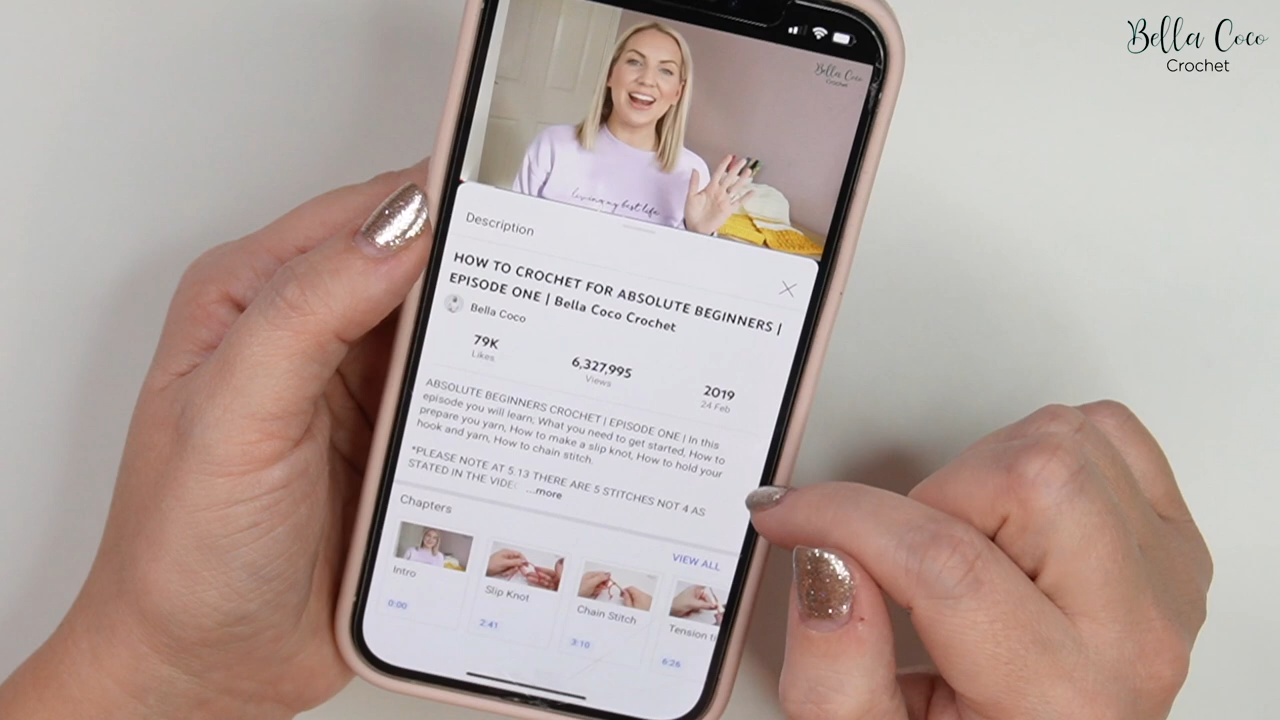 Bella Coco
Crochet
Bella Coco
Crochet
livin my best life
Description
HOW TO CROCHET FOR ABSOLUTE BEGINNERS |
EPISODE ONE | Bella Coco Crochet
Bella Coco
79K
Likes
6,327,995
Views
2019
24 Feb
ABSOLUTE BEGINNERS CROCHET | EPISODE ONE | In this
episode you will learn, What you need to get started, How to
prepare you yarn, How to make a slip knot, How to hold your
hook and yarn, How to chain stitch.
*PLEASE NOTE AT 5.13 THERE ARE 5 STITCHES NOT 4 AS
STATED IN THE VIDEO ...more
Chapters
VIEW ALL
Intro
0:00
Slip Knot
2:41
Chain Stitch
3:10
Tension ti
6:26